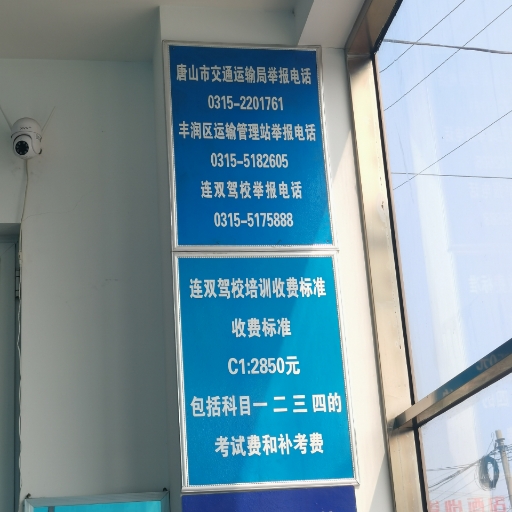 唐山市交通运输局举报电话
0315-2201761
丰润区运输管理站举报电话
0315-5182605
连双驾校举报电话
0315-5175888
连双驾校培训收费标准
收费标准
C1:2850元
包括科目一 二 三 四的
考试费和补考费